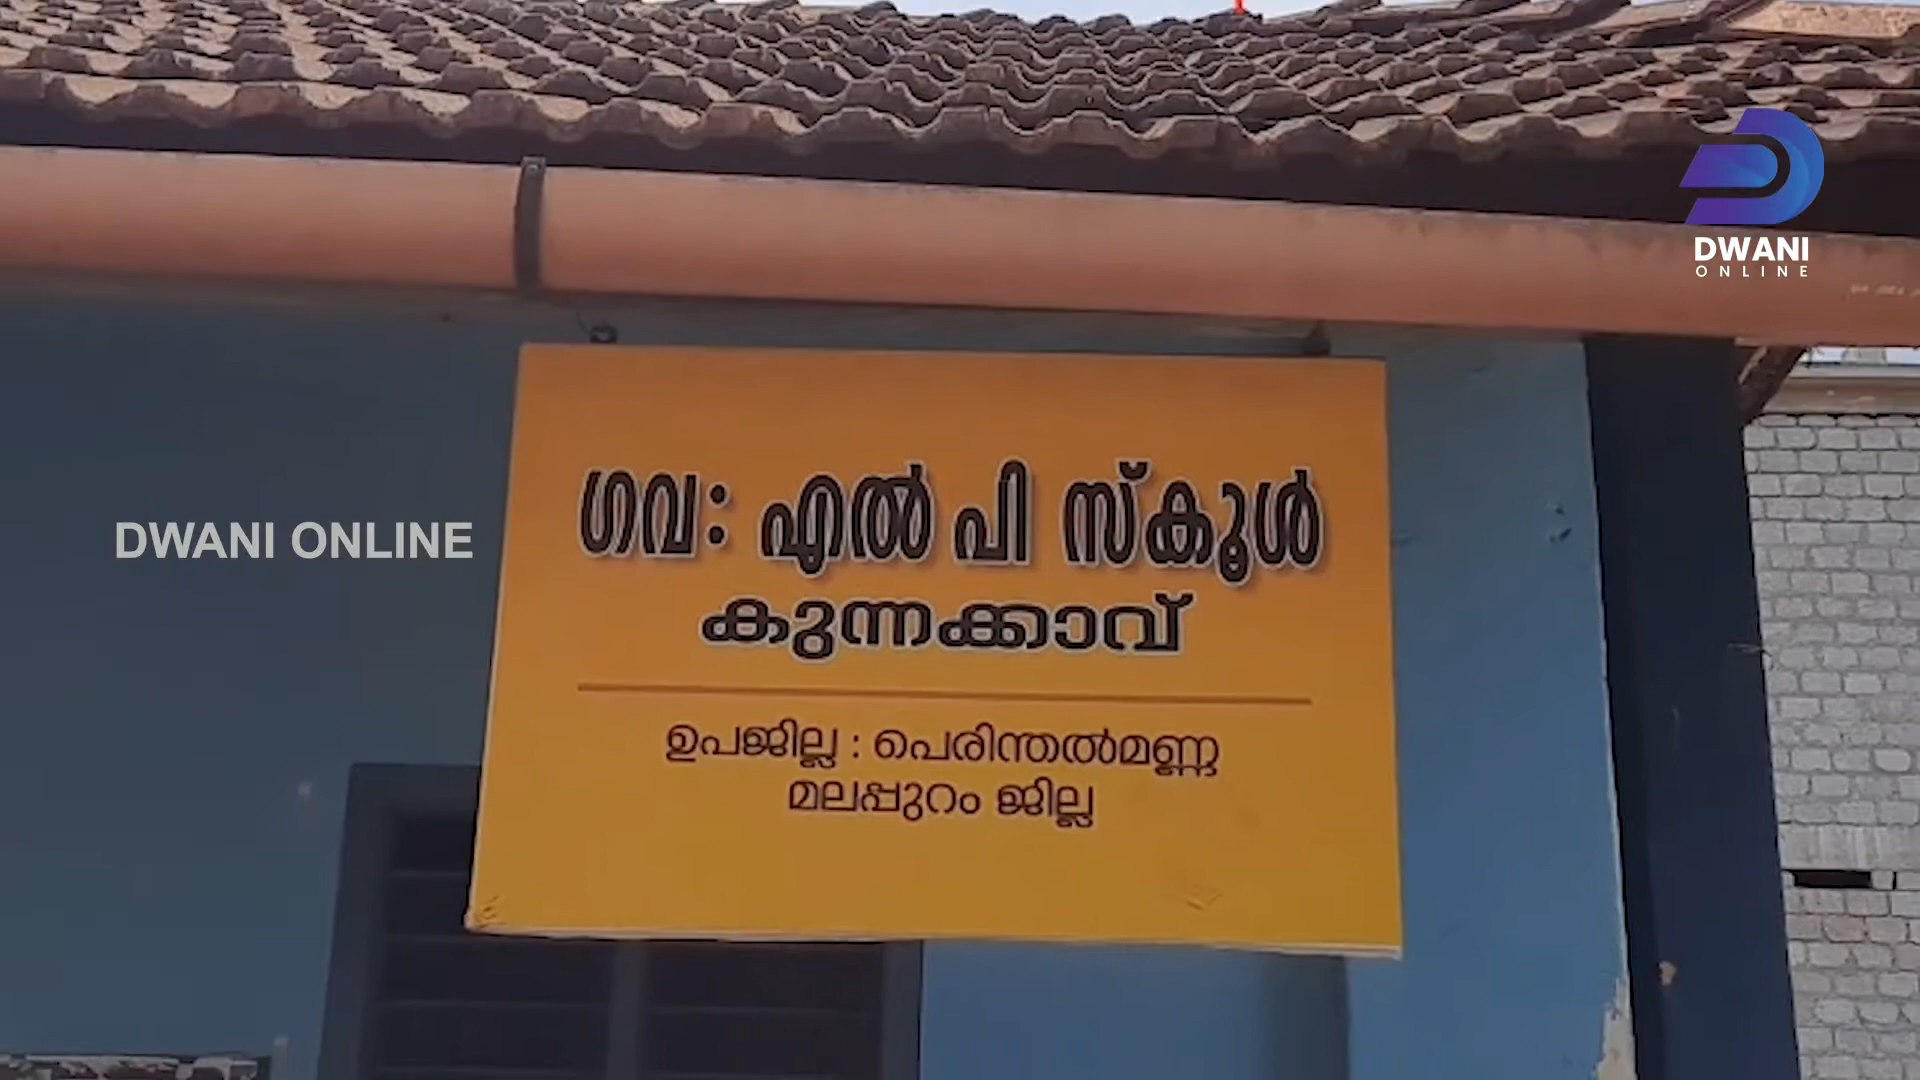 DWANI
ONLINE
DWANI ONLINE
ഗവ: എൽ പി സ്കൂൾ
കുന്നക്കാവ്
ഉപജില്ല : പെരിന്തൽമണ്ണ
മലപ്പുറം ജില്ല